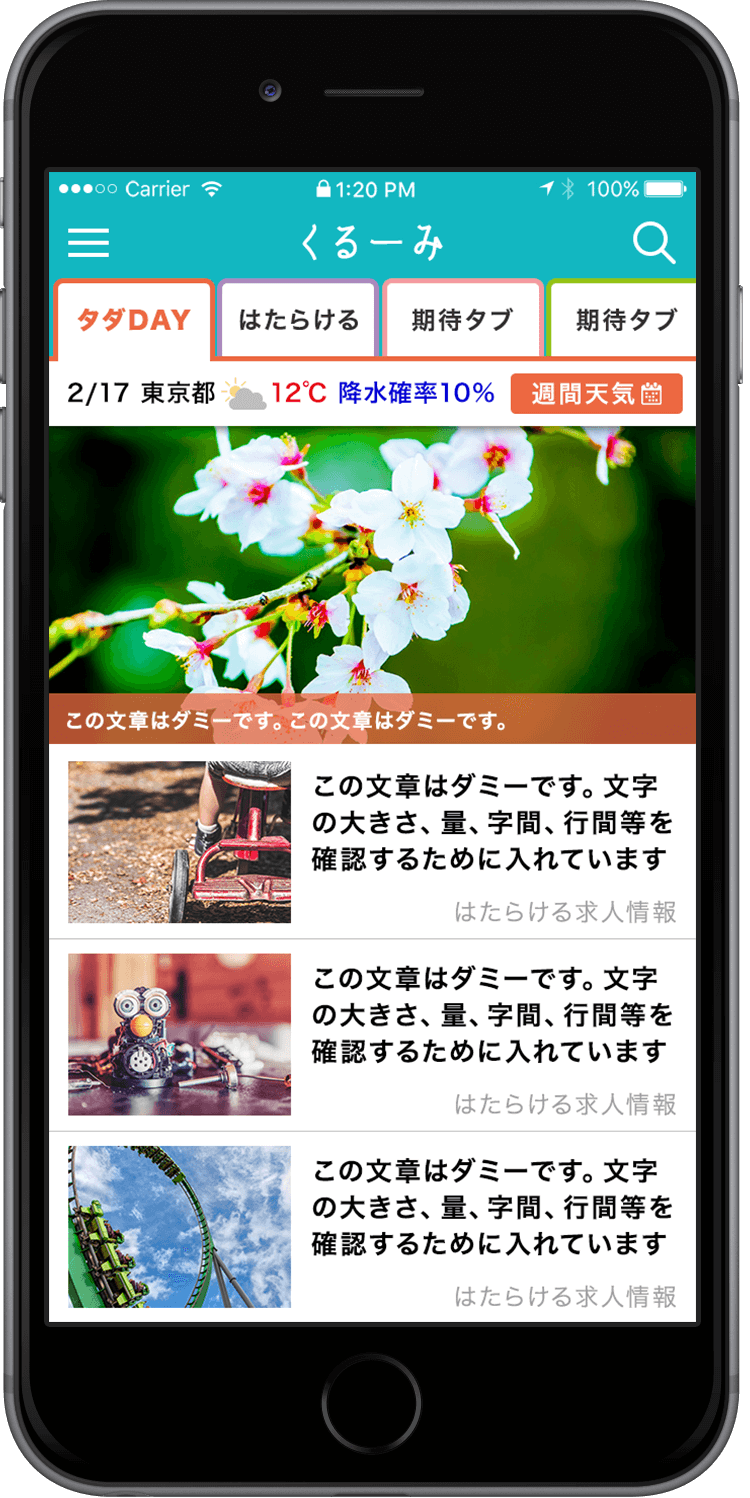 Carrier 1:20 PM 100%
くるーみ
タダDAY はたらける 期待タブ 期待タブ
2/17 東京都 12℃ 降水確率10% 週間天気
この文章はダミーです。この文章はダミーです。
この文章はダミーです。文字
の大きさ、量、字間、行間等を
確認するために入れています
はたらける求人情報
この文章はダミーです。文字
の大きさ、量、字間、行間等を
確認するために入れています
はたらける求人情報
この文章はダミーです。文字
の大きさ、量、字間、行間等を
確認するために入れています
はたらける求人情報